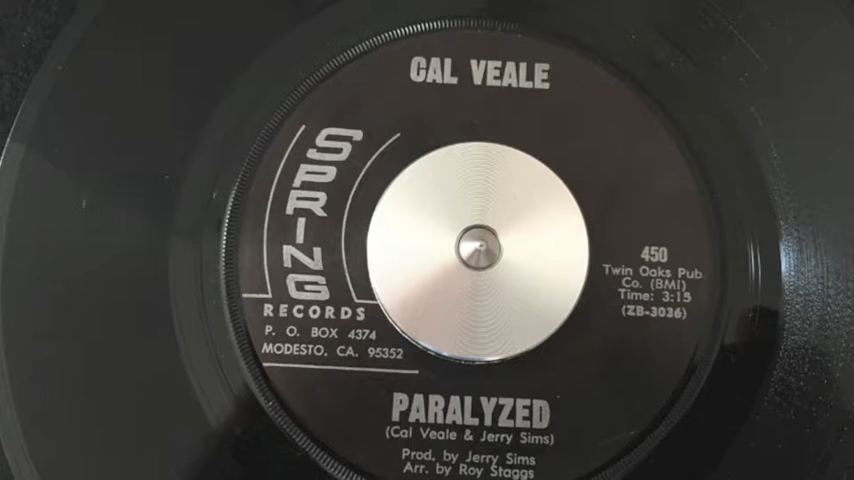 CAL VEALE
SPRING
RECORDS
P. O. BOX 4374
MODESTO, CA. 95352
450
Twin Oaks Pub
Co. (BMI)
Time: 3:15
(ZB-3036)
PARALYZED
(Cal Veale & Jerry Sims)
Prod. by Jerry Sims
Arr. by Roy Staggs